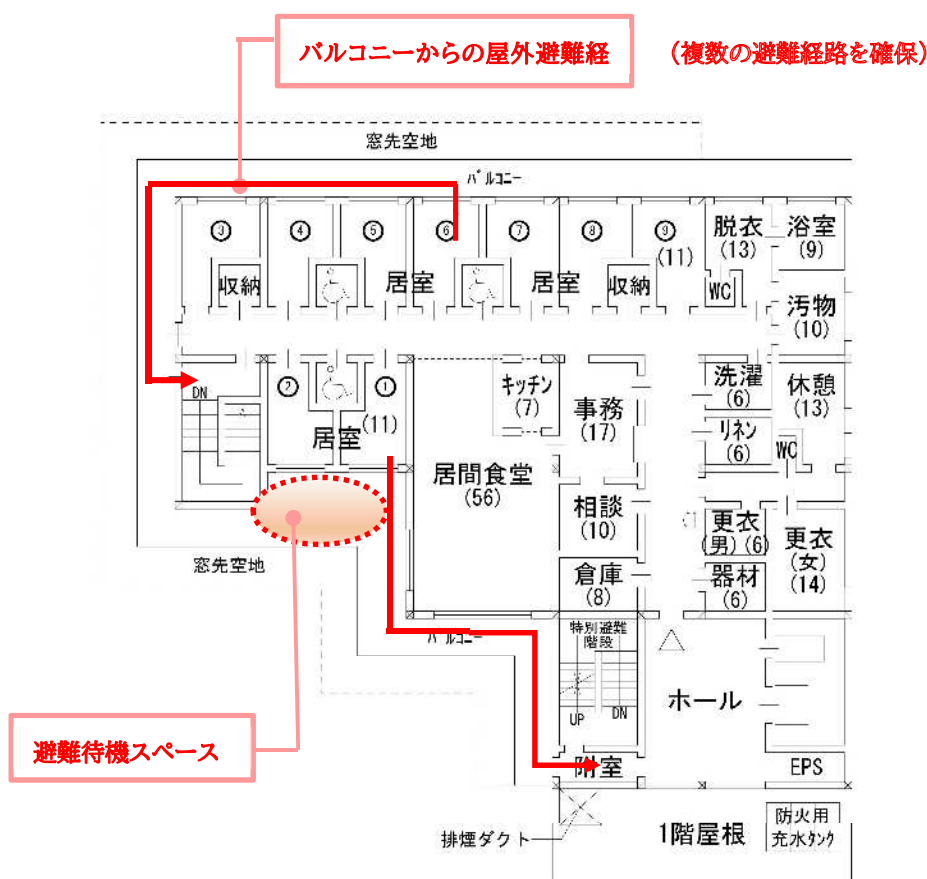 バルコニーからの屋外避難経
（複数の避難経路を確保）
窓先空地
バルコニー
③
④
⑤
⑥
⑦
⑧
⑨
(11)
脱衣
(13)
浴室
(9)
収納
居室
居室
収納
WC
汚物
(10)
DN
②
①
居室
(11)
キッチン
(7)
事務
(17)
洗濯
(6)
休憩
(13)
リネン
(6)
WC
居間食堂
(56)
相談
(10)
更衣
(男)(6)
更衣
(女)
(14)
窓先空地
倉庫
(8)
器材
(6)
バルコニー
特別避難
階段
UP
DN
ホール
避難待機スペース
附室
EPS
排煙ダクト
1階屋根
防火用
充水タンク